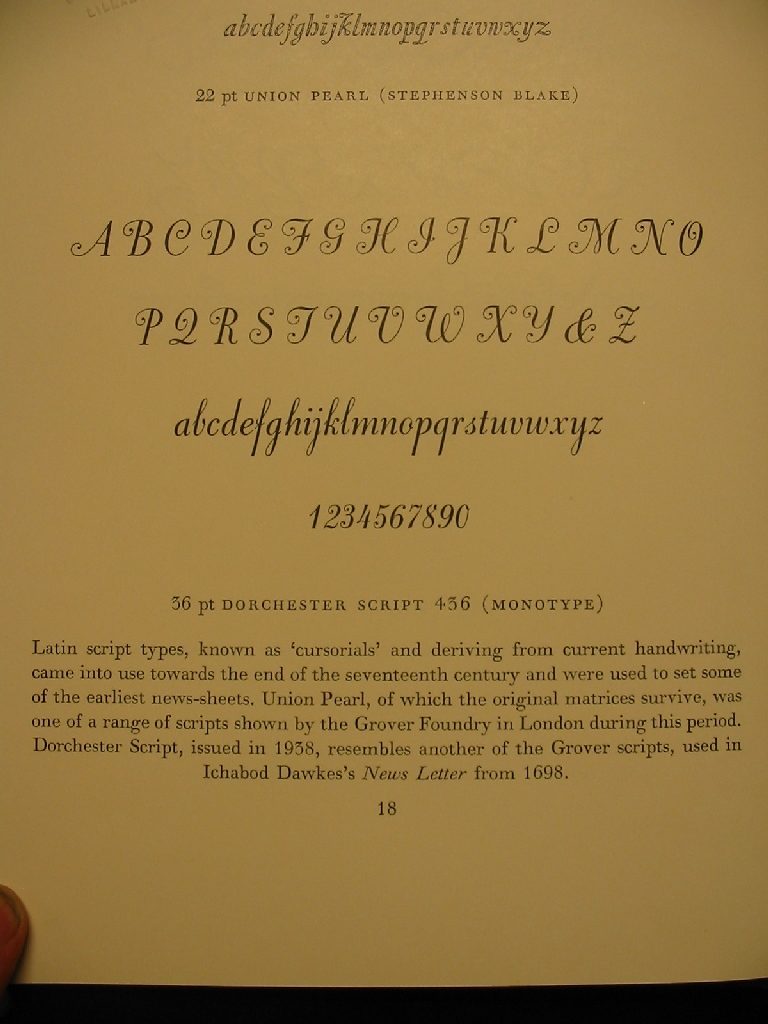 abcdefghijklmnopqrstuvwxyz
22 pt UNION PEARL (STEPHENSON BLAKE)
A B C D E F G H I J K L M N O
P Q R S T U V W X Y & Z
abcdefghijklmnopqrstuvwxyz
1234567890
36 pt DORCHESTER SCRIPT 436 (MONOTYPE)
Latin script types, known as ‘cursorials’ and deriving from current handwriting,
came into use towards the end of the seventeenth century and were used to set some
of the earliest news-sheets. Union Pearl, of which the original matrices survive, was
one of a range of scripts shown by the Grover Foundry in London during this period.
Dorchester Script, issued in 1938, resembles another of the Grover scripts, used in
Ichabod Dawkes’s News Letter from 1698.
18